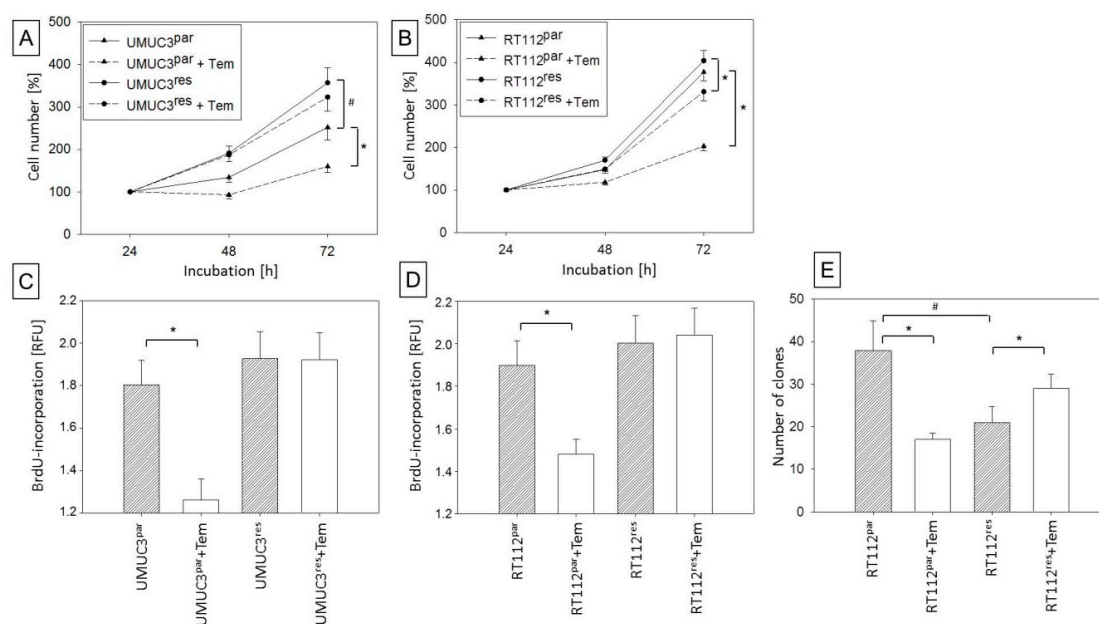 A
UMUC3par
UMUC3par + Tem
UMUC3res
UMUC3res + Tem
Cell number [%]
500
400
300
200
100
0
#
*
24
48
72
Incubation [h]
B
RT112par
RT112par + Tem
RT112res
RT112res +Tem
Cell number [%]
500
400
300
200
100
0
*
*
24
48
72
Incubation [h]
C
BrdU-incorporation [RFU]
2.2
2.0
1.8
1.6
1.4
1.2
*
UMUC3par
UMUC3par+Tem
UMUC3res
UMUC3res+Tem
D
BrdU-incorporation [RFU]
2.2
2.0
1.8
1.6
1.4
1.2
*
RT112par
RT112par+Tem
RT112res
RT112res+Tem
E
Number of clones
50
40
30
20
10
0
#
*
*
RT112par
RT112par+Tem
RT112res
RT112res+Tem